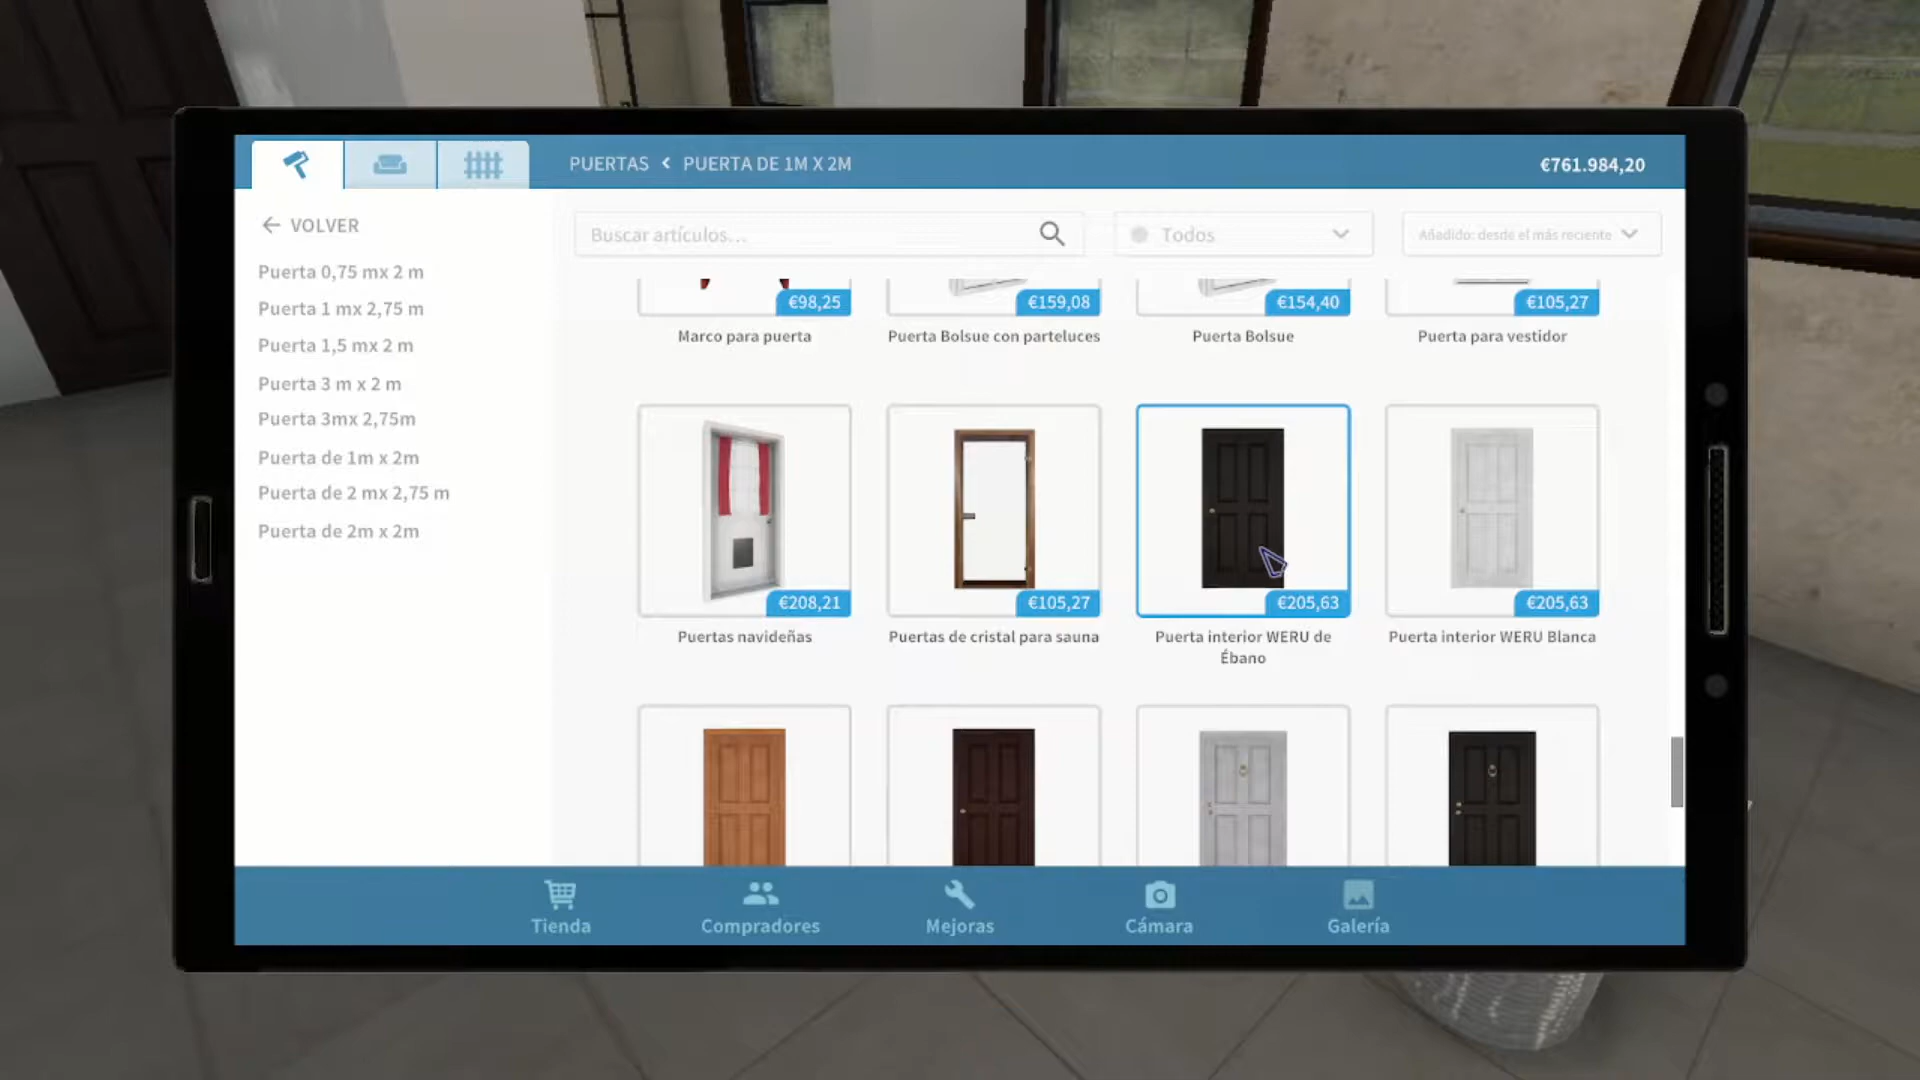 PUERTAS < PUERTA DE 1M X 2M
€761.984,20
VOLVER
Puerta 0,75 mx 2 m
Puerta 1 mx 2,75 m
Puerta 1,5 mx 2 m
Puerta 3 m x 2 m
Puerta 3mx 2,75m
Puerta de 1m x 2m
Puerta de 2 mx 2,75 m
Puerta de 2m x 2m
Buscar artículos...
Todos
Añadido: desde el más reciente
€98,25
€159,08
€154,40
€105,27
Marco para puerta
Puerta Bolsue con parteluces
Puerta Bolsue
Puerta para vestidor
€208,21
€105,27
€205,63
€205,63
Puertas navideñas
Puertas de cristal para sauna
Puerta interior WERU de
Ébano
Puerta interior WERU Blanca
Tienda
Compradores
Mejoras
Cámara
Galería